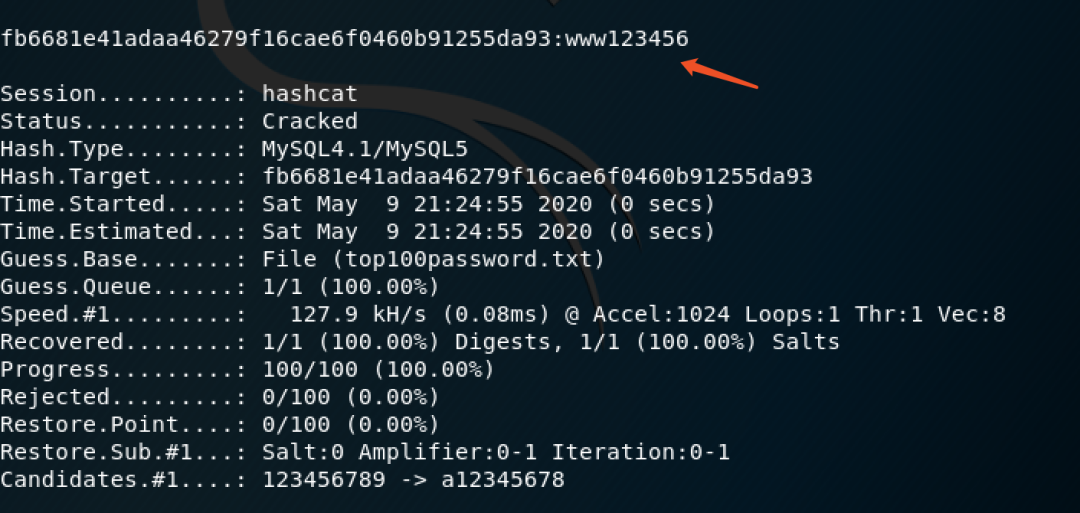 fb6681e41adaa46279f16cae6f0460b91255da93:www123456
Session..........: hashcat
Status...........: Cracked
Hash.Type........: MySQL4.1/MySQL5
Hash.Target......: fb6681e41adaa46279f16cae6f0460b91255da93
Time.Started.....: Sat May  9 21:24:55 2020 (0 secs)
Time.Estimated...: Sat May  9 21:24:55 2020 (0 secs)
Guess.Base.......: File (top100password.txt)
Guess.Queue......: 1/1 (100.00%)
Speed.#1.........:   127.9 kH/s (0.08ms) @ Accel:1024 Loops:1 Thr:1 Vec:8
Recovered........: 1/1 (100.00%) Digests, 1/1 (100.00%) Salts
Progress.........: 100/100 (100.00%)
Rejected.........: 0/100 (0.00%)
Restore.Point....: 0/100 (0.00%)
Restore.Sub.#1...: Salt:0 Amplifier:0-1 Iteration:0-1
Candidates.#1....: 123456789 -> a12345678